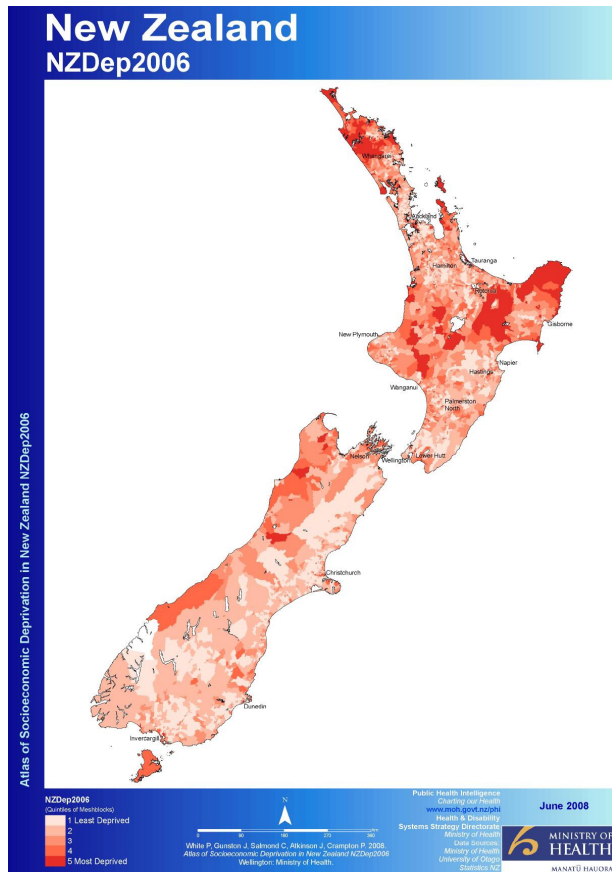 New Zealand
NZDep2006
Whangarei
Auckland
Tauranga
Hamilton
Rotorua
Gisborne
New Plymouth
Napier
Hastings
Wanganui
Palmerston
North
Nelson
Lower Hutt
Wellington
Christchurch
Dunedin
Invercargill
Atlas of Socioeconomic Deprivation in New Zealand NZDep2006
NZDep2006
(Quintiles of Meshblocks)
1 Least Deprived
2
3
4
5 Most Deprived
N
0
90
180
270
360
White P, Gunston J, Salmond C, Atkinson J, Crampton P. 2008.
Atlas of Socioeconomic Deprivation in New Zealand NZDep2006
Wellington: Ministry of Health.
Public Health Intelligence
Charting our Health
www.moh.govt.nz/phi
Health & Disability
Systems Strategy Directorate
Ministry of Health
Data Sources:
Ministry of Health
University of Otago
Statistics NZ
June 2008
MINISTRY OF
HEALTH
MANATŪ HAUORA